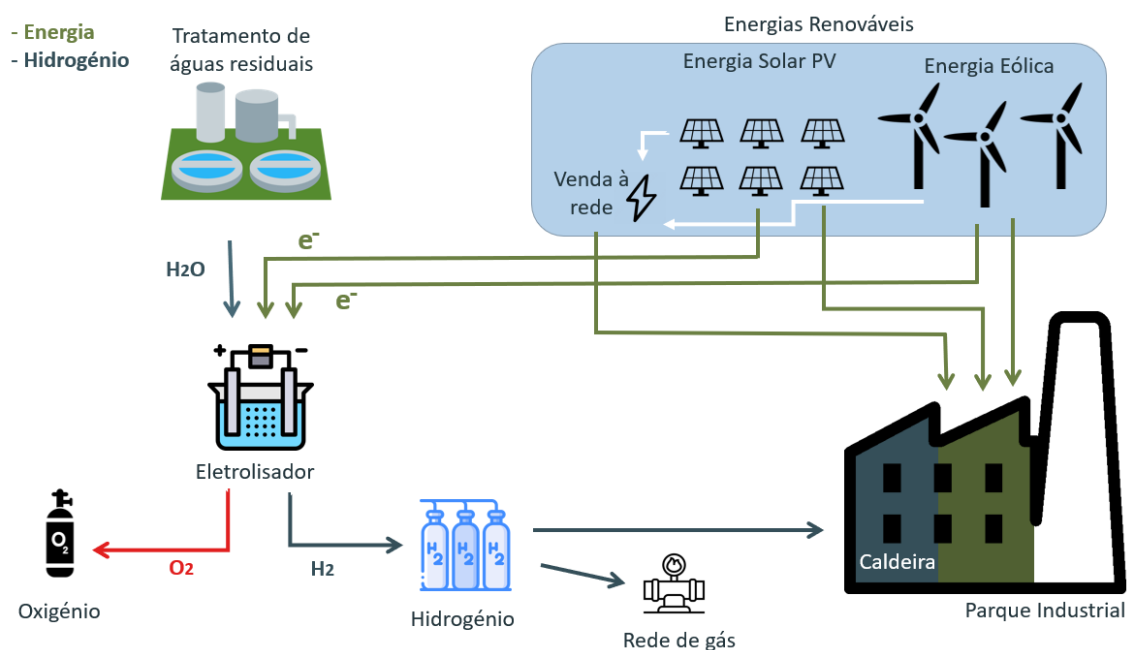 - Energia
- Hidrogénio
Tratamento de
águas residuais
Energias Renováveis
Energia Solar PV
Energia Eólica
Venda à
rede
e-
H2O
e-
+
−
Eletrolisador
O2
Oxigénio
O2
H2
H2
H2
H2
Hidrogénio
Rede de gás
Caldeira
Parque Industrial